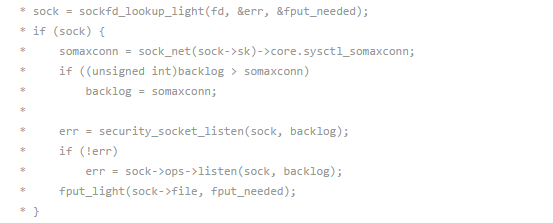 * sock = sockfd_lookup_light(fd, &err, &fput_needed);
* if (sock) {
*     somaxconn = sock_net(sock->sk)->core.sysctl_somaxconn;
*     if ((unsigned int)backlog > somaxconn)
*         backlog = somaxconn;
*
*     err = security_socket_listen(sock, backlog);
*     if (!err)
*         err = sock->ops->listen(sock, backlog);
*     fput_light(sock->file, fput_needed);
* }